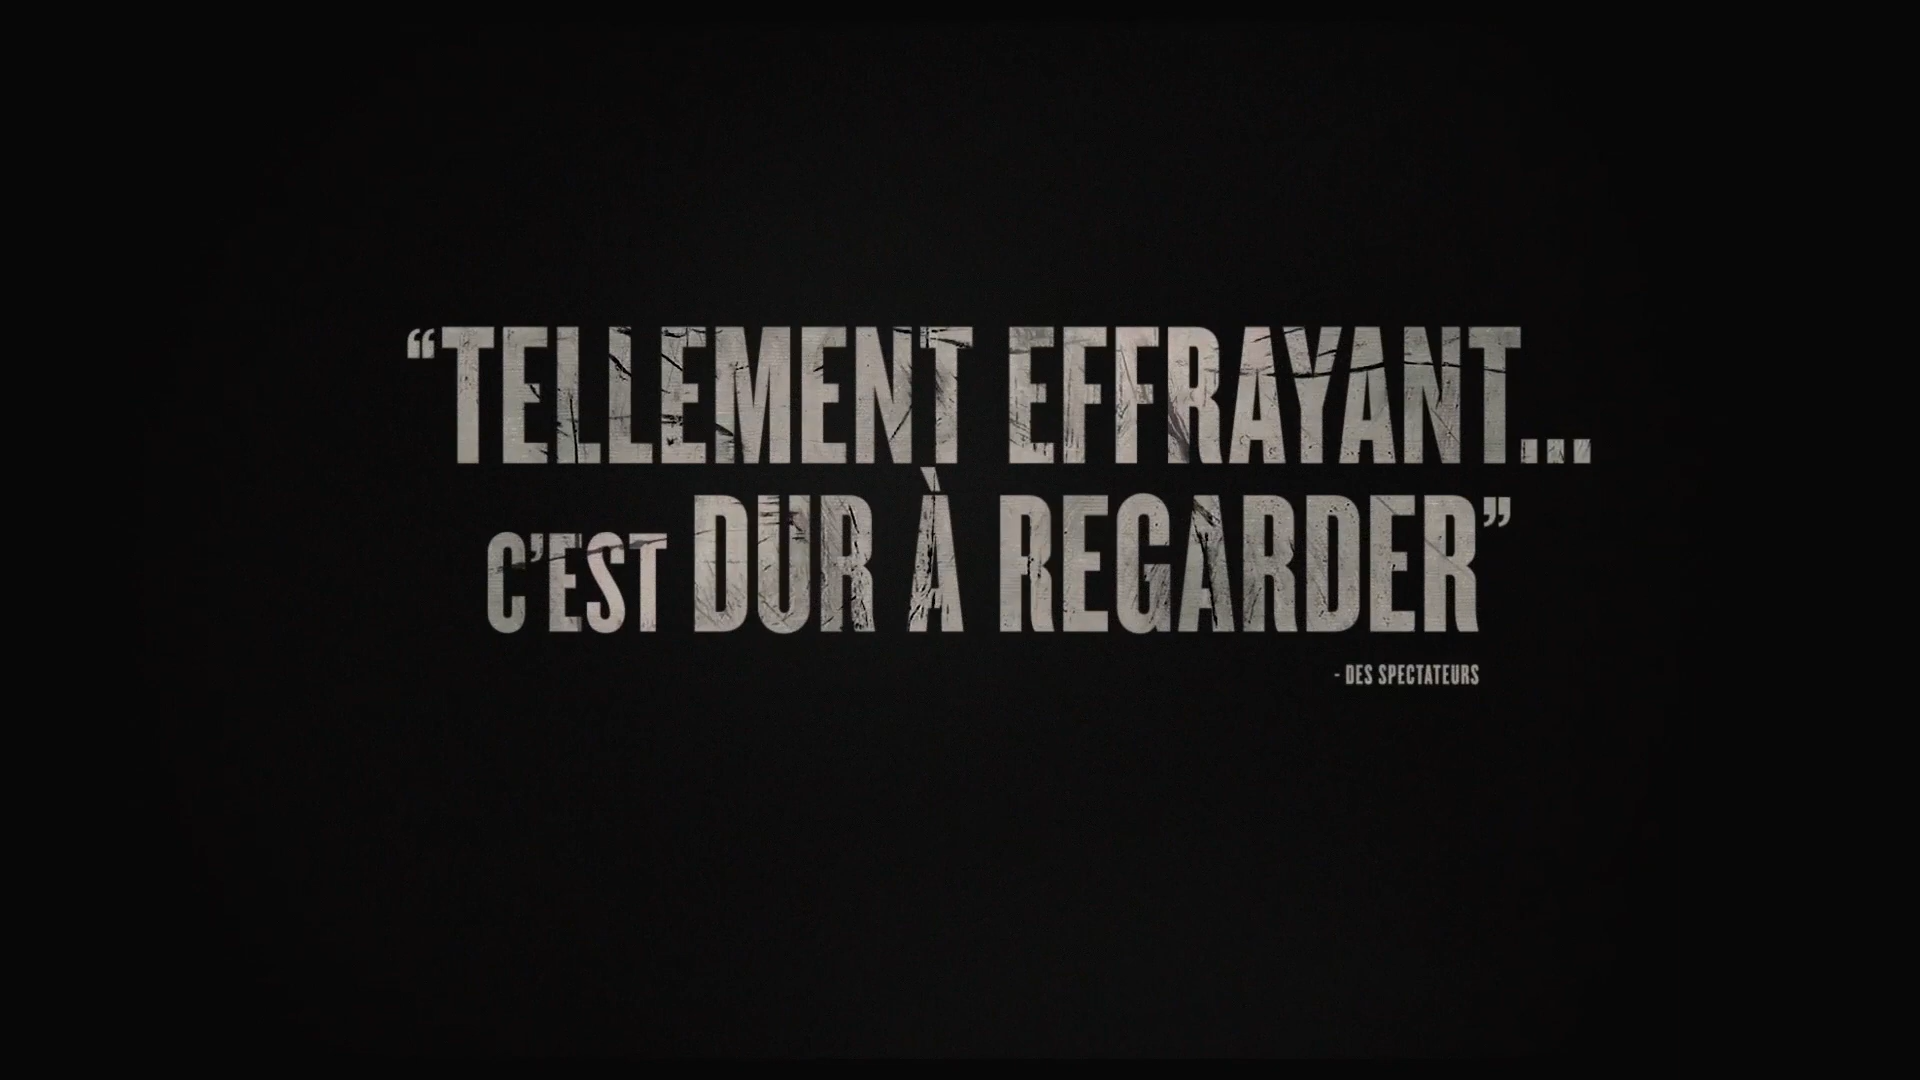 “TELLEMENT EFFRAYANT...
C’EST DUR À REGARDER”
- DES SPECTATEURS